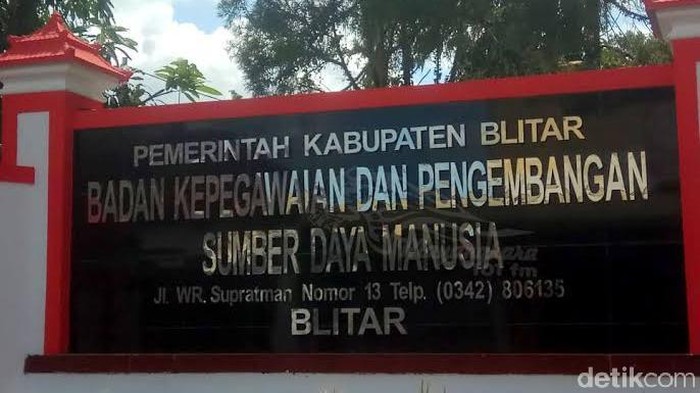 PEMERINTAH KABUPATEN BLITAR
BADAN KEPEGAWAIAN DAN PENGEMBANGAN
SUMBER DAYA MANUSIA
Jl. WR. Supratman Nomor 13 Telp. (0342) 806135
BLITAR
detikcom